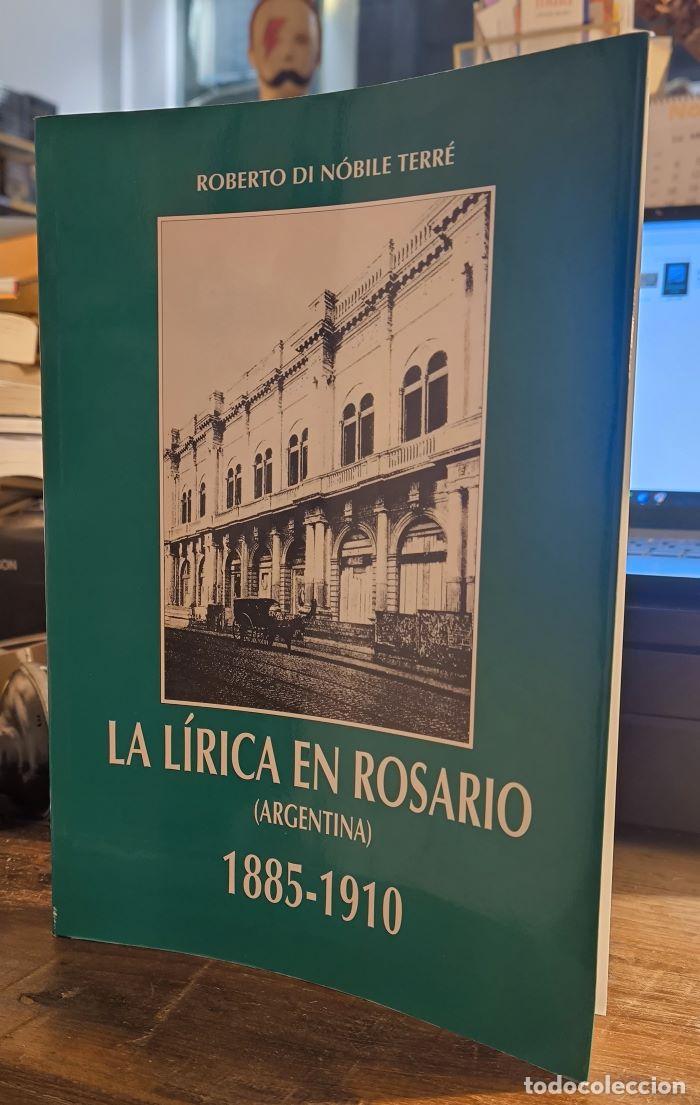 ROBERTO DI NÓBILE TERRÉ
LA LÍRICA EN ROSARIO
(ARGENTINA)
1885-1910
todocoleccion